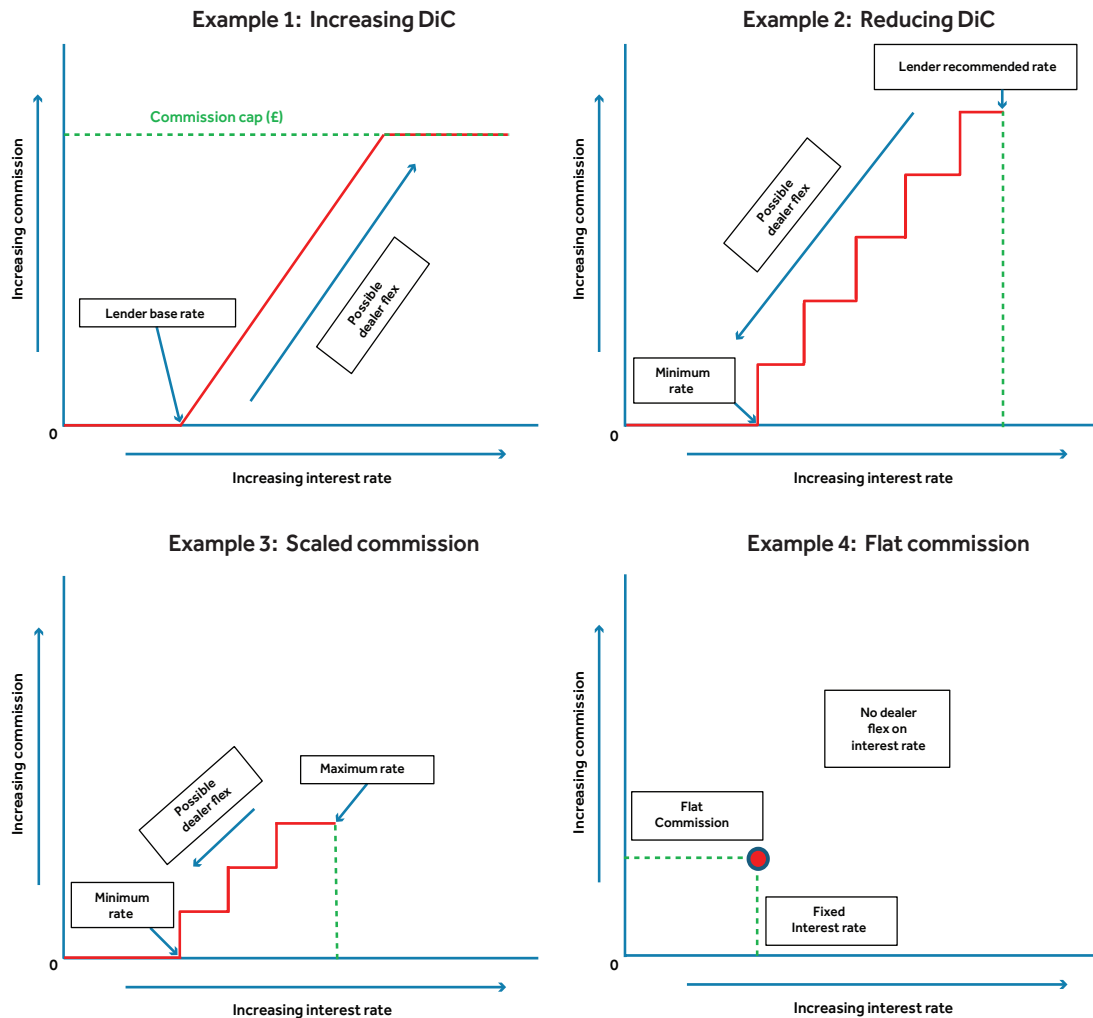 Example 1: Increasing DiC
Increasing commission
Commission cap (£)
Lender base rate
Possible
dealer flex
0
Increasing interest rate
Example 2: Reducing DiC
Increasing commission
Lender recommended rate
Possible
dealer flex
Minimum
rate
0
Increasing interest rate
Example 3: Scaled commission
Increasing commission
Possible
dealer flex
Maximum rate
Minimum
rate
0
Increasing interest rate
Example 4: Flat commission
Increasing commission
No dealer
flex on
interest rate
Flat
Commission
Fixed
Interest rate
0
Increasing interest rate